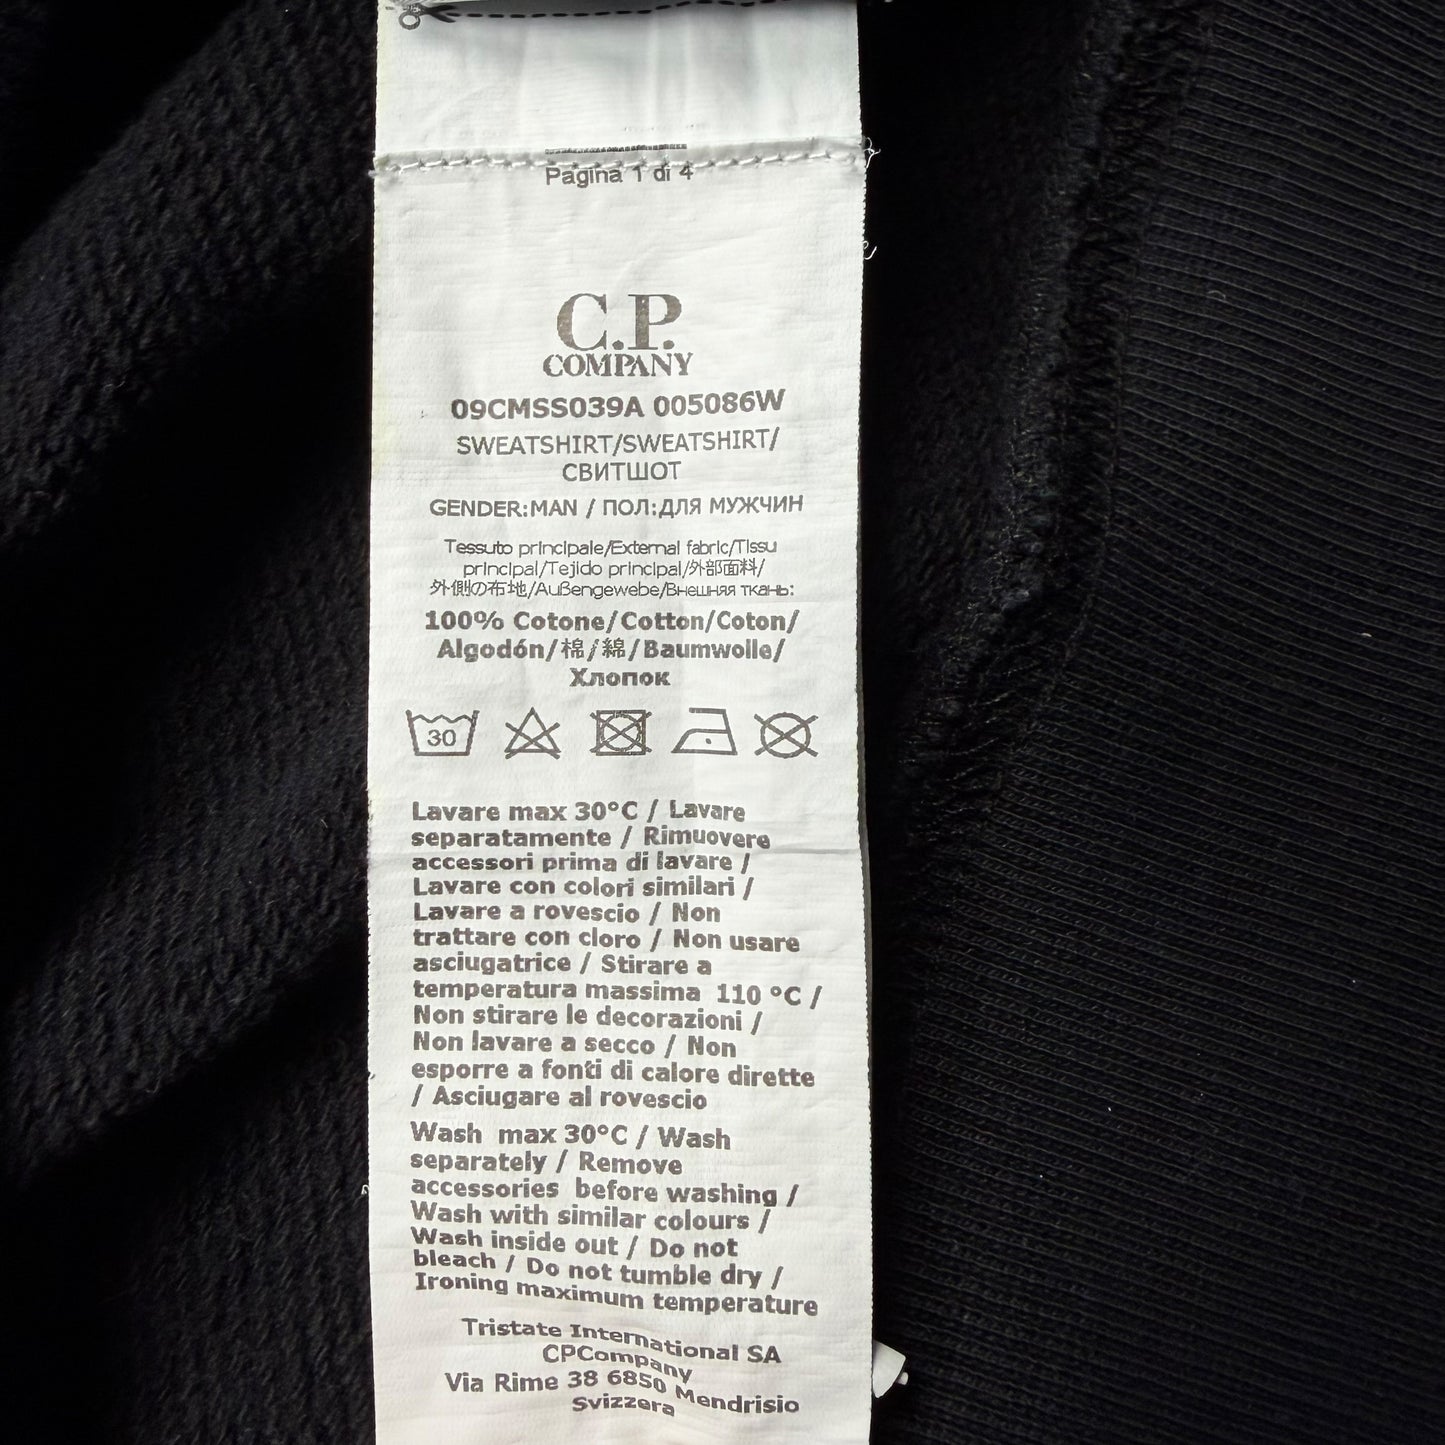 Pagina 1 di 4
C.P.
COMPANY
09CMSS039A 005086W
SWEATSHIRT/SWEATSHIRT/
СВИТШОТ
GENDER:MAN / ПОЛ:ДЛЯ МУЖЧИН
Tessuto principale/External fabric/Tissu
principal/Tejido principal/外部面料/
外側の布地/Außengewebe/Внешняя ткань:
100% Cotone/Cotton/Coton/
Algodón/棉/綿/Baumwolle/
Хлопок
30
Lavare max 30°C / Lavare
separatamente / Rimuovere
accessori prima di lavare /
Lavare con colori similari /
Lavare a rovescio / Non
trattare con cloro / Non usare
asciugatrice / Stirare a
temperatura massima 110 °C /
Non stirare le decorazioni /
Non lavare a secco / Non
esporre a fonti di calore dirette
/ Asciugare al rovescio
Wash max 30°C / Wash
separately / Remove
accessories before washing /
Wash with similar colours /
Wash inside out / Do not
bleach / Do not tumble dry /
Ironing maximum temperature
Tristate International SA
CPCompany
Via Rime 38 6850 Mendrisio
Svizzera